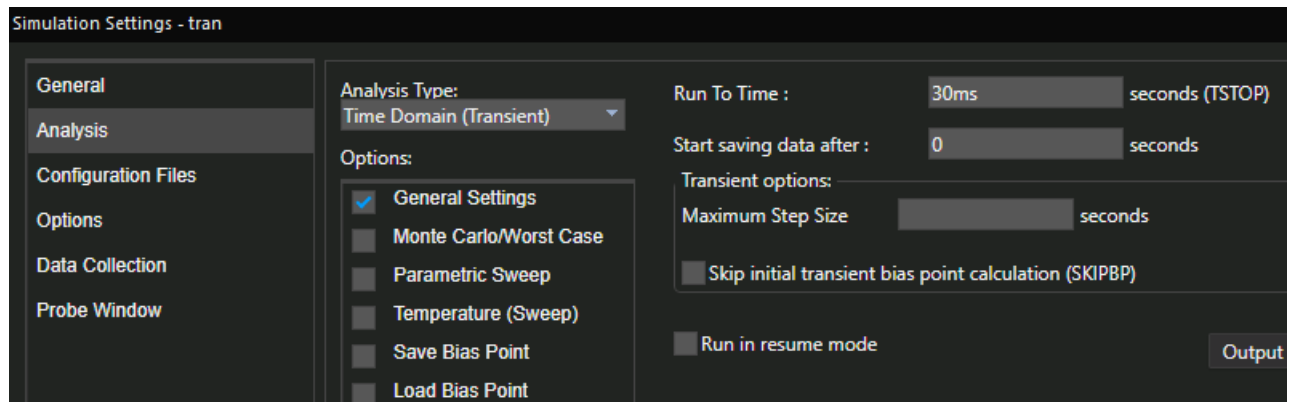 Simulation Settings - tran
General
Analysis
Configuration Files
Options
Data Collection
Probe Window
Analysis Type:
Time Domain (Transient)
Options:
General Settings
Monte Carlo/Worst Case
Parametric Sweep
Temperature (Sweep)
Save Bias Point
Load Bias Point
Run To Time : 30ms seconds (TSTOP)
Start saving data after : 0 seconds
Transient options:
Maximum Step Size seconds
Skip initial transient bias point calculation (SKIPBP)
Run in resume mode
Output